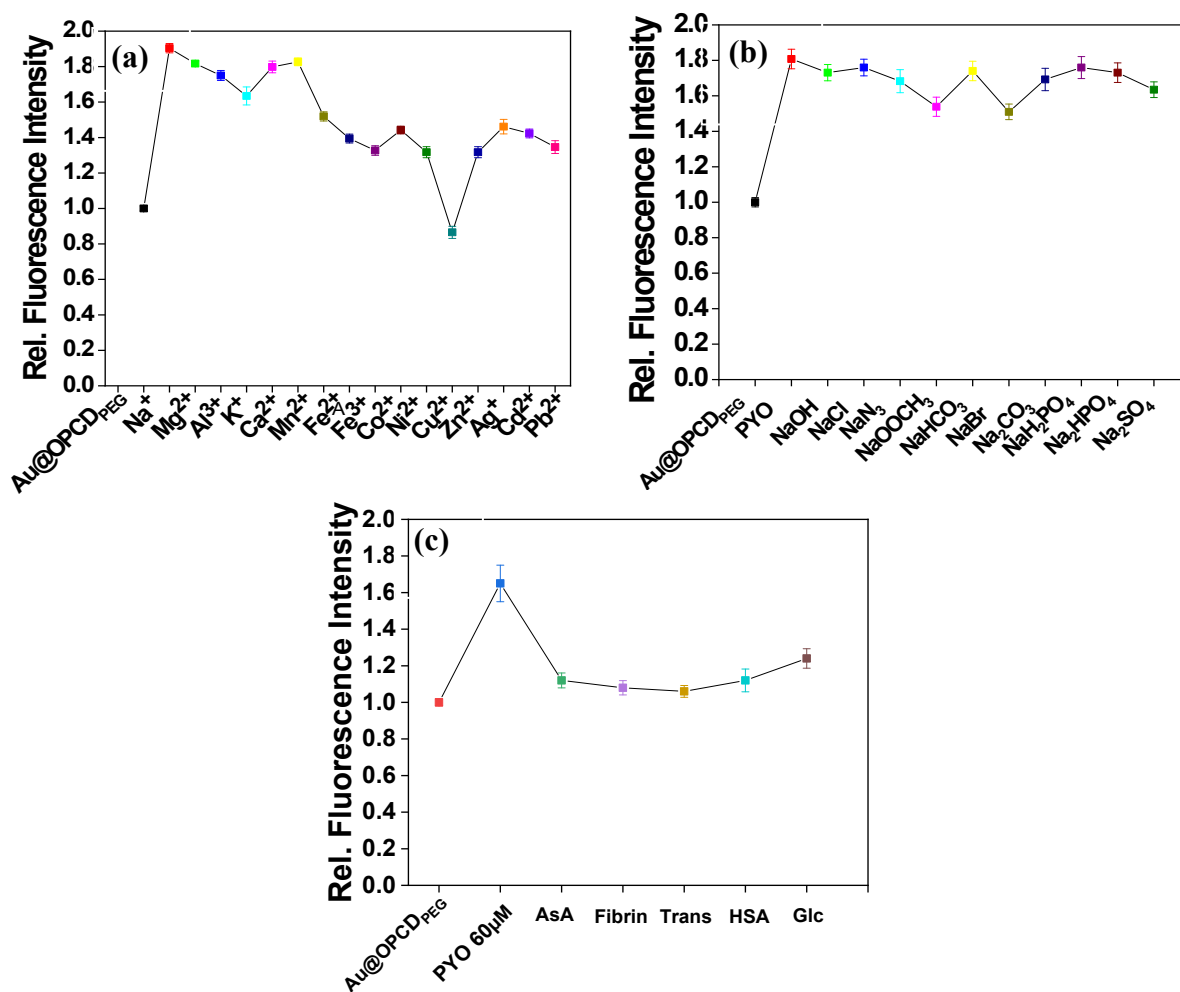 (a)
Rel. Fluorescence Intensity
2.0
1.8
1.6
1.4
1.2
1.0
0.8
0.6
0.4
0.2
0.0
Au@OPCD_PEG
Na⁺
Mg²⁺
Al³⁺
K⁺
Ca²⁺
Mn²⁺
Fe²⁺
A
Fe³⁺
Co²⁺
Ni²⁺
Cu²⁺
Zn²⁺
Ag⁺
Cd²⁺
Pb²⁺
(b)
Rel. Fluorescence Intensity
2.0
1.8
1.6
1.4
1.2
1.0
0.8
0.6
0.4
0.2
0.0
Au@OPCD_PEG
PYO
NaOH
NaCl
NaN₃
NaOOCH₃
NaHCO₃
NaBr
Na₂CO₃
NaH₂PO₄
Na₂HPO₄
Na₂SO₄
(c)
Rel. Fluorescence Intensity
2.0
1.8
1.6
1.4
1.2
1.0
0.8
0.6
0.4
0.2
0.0
Au@OPCD_PEG
PYO 60μM
AsA
Fibrin
Trans
HSA
Glc